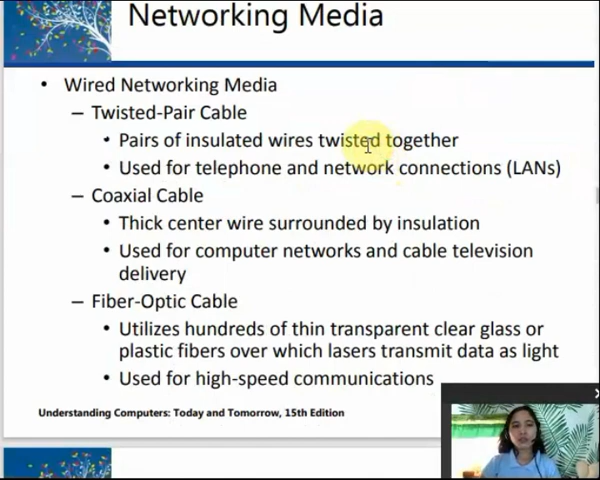 Networking Media
• Wired Networking Media
– Twisted-Pair Cable
• Pairs of insulated wires twisted together
• Used for telephone and network connections (LANs)
– Coaxial Cable
• Thick center wire surrounded by insulation
• Used for computer networks and cable television
delivery
– Fiber-Optic Cable
• Utilizes hundreds of thin transparent clear glass or
plastic fibers over which lasers transmit data as light
• Used for high-speed communications
Understanding Computers: Today and Tomorrow, 15th Edition